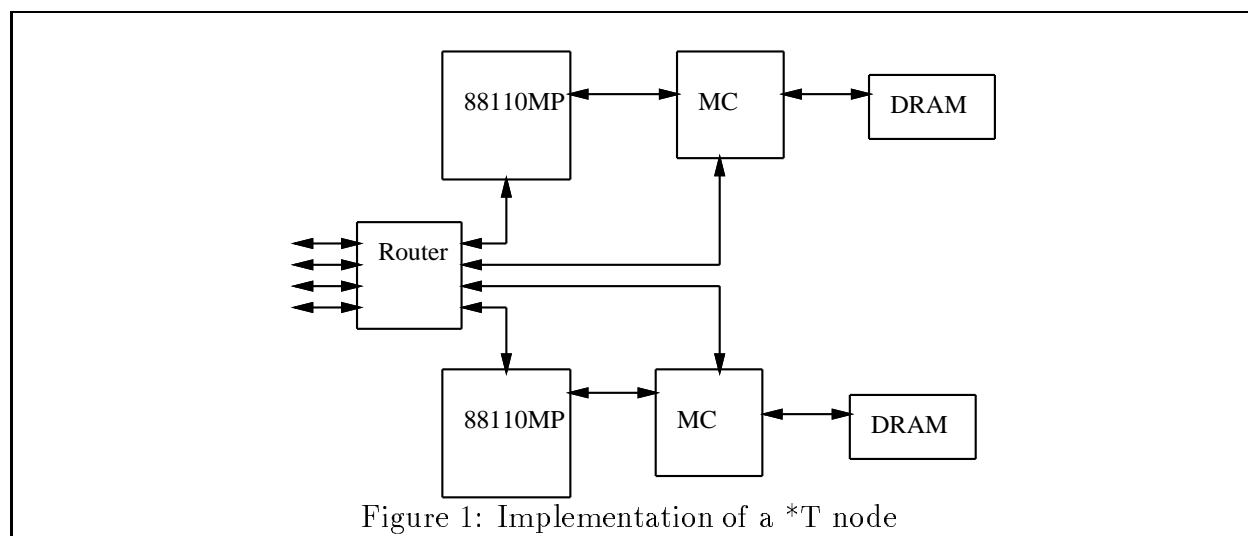 88110MP
MC
DRAM
Router
88110MP
MC
DRAM
Figure 1: Implementation of a *T node